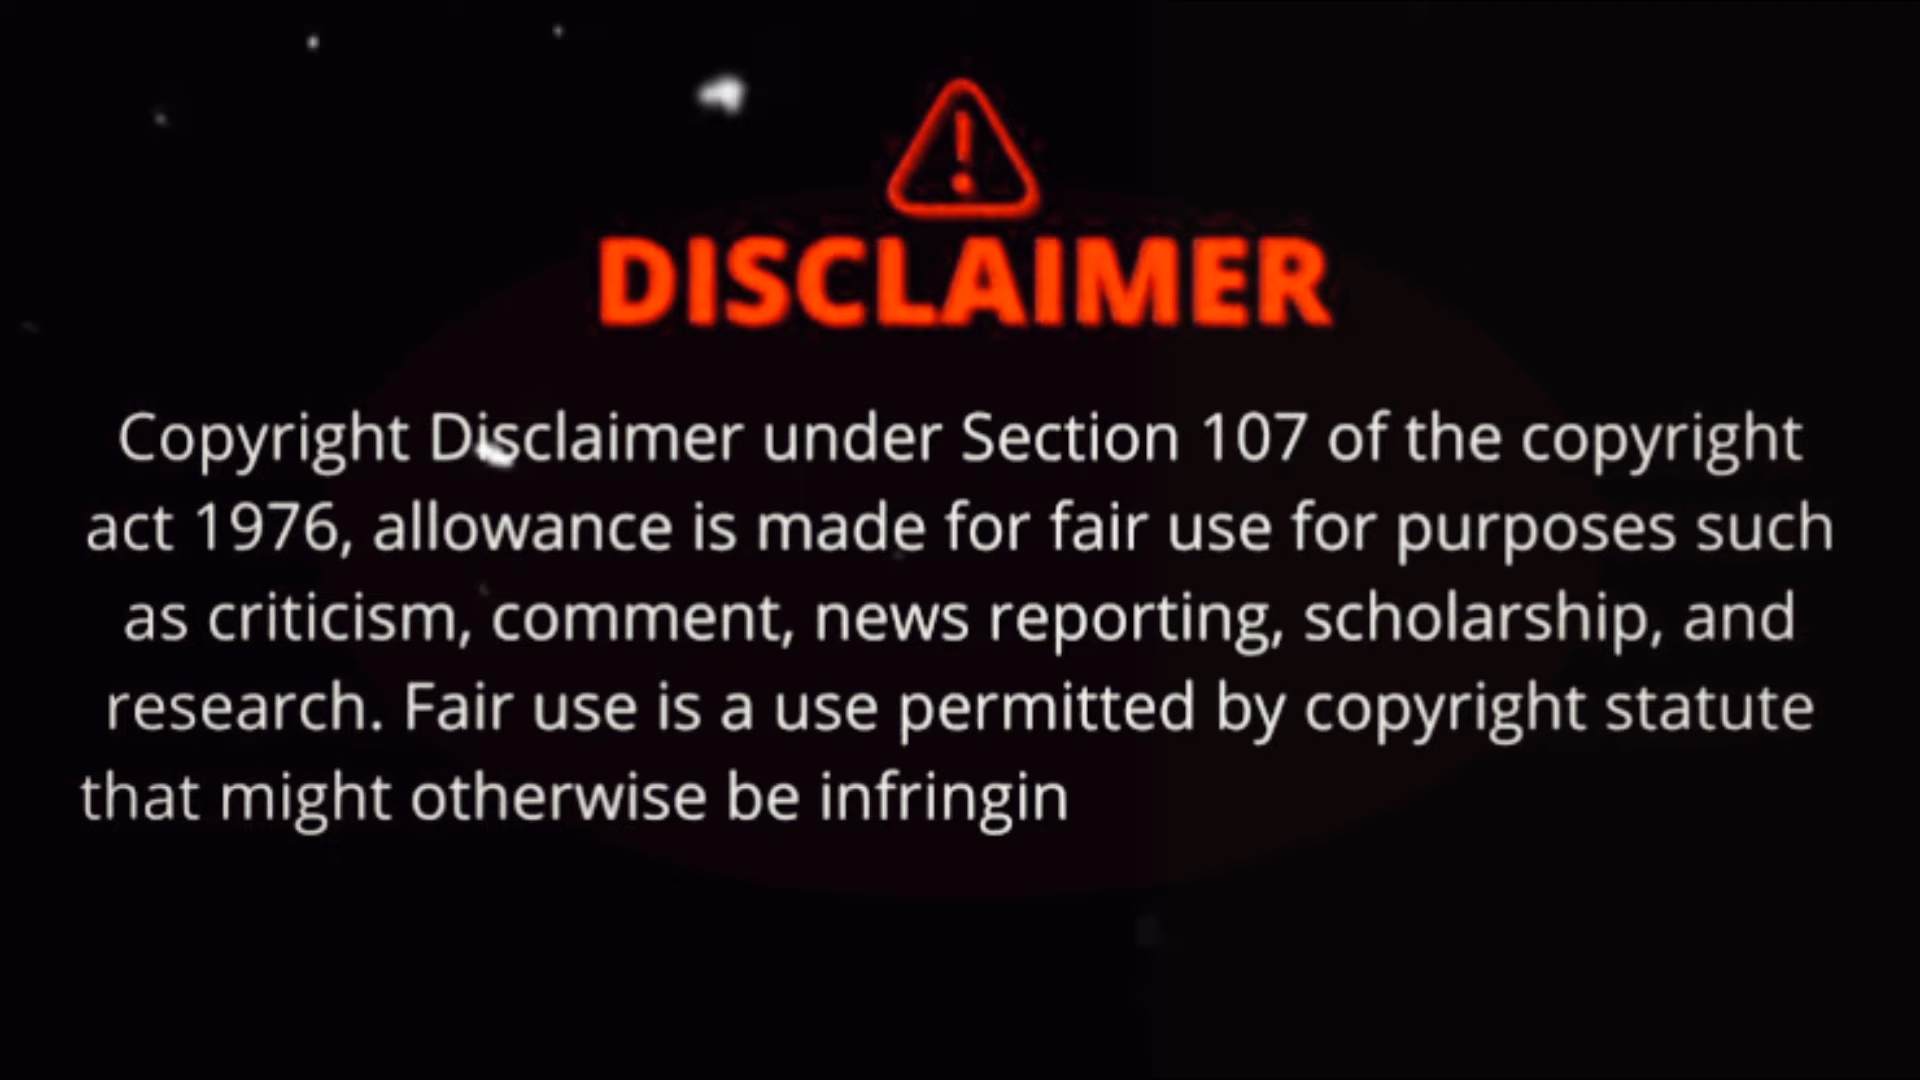 DISCLAIMER
Copyright Disclaimer under Section 107 of the copyright
act 1976, allowance is made for fair use for purposes such
as criticism, comment, news reporting, scholarship, and
research. Fair use is a use permitted by copyright statute
that might otherwise be infringin